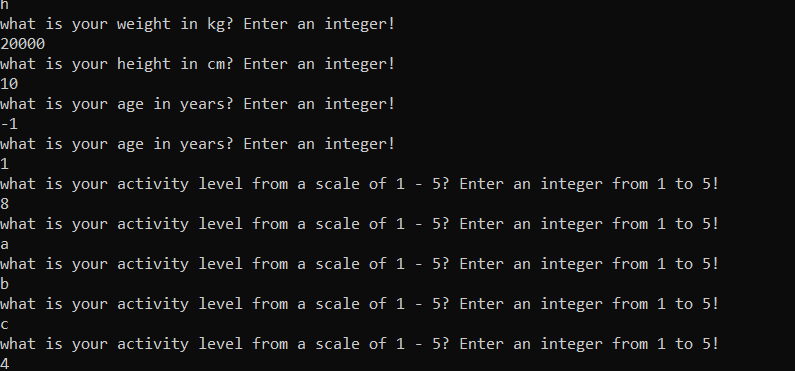 h
what is your weight in kg? Enter an integer!
20000
what is your height in cm? Enter an integer!
10
what is your age in years? Enter an integer!
-1
what is your age in years? Enter an integer!
1
what is your activity level from a scale of 1 - 5? Enter an integer from 1 to 5!
8
what is your activity level from a scale of 1 - 5? Enter an integer from 1 to 5!
a
what is your activity level from a scale of 1 - 5? Enter an integer from 1 to 5!
b
what is your activity level from a scale of 1 - 5? Enter an integer from 1 to 5!
c
what is your activity level from a scale of 1 - 5? Enter an integer from 1 to 5!
4